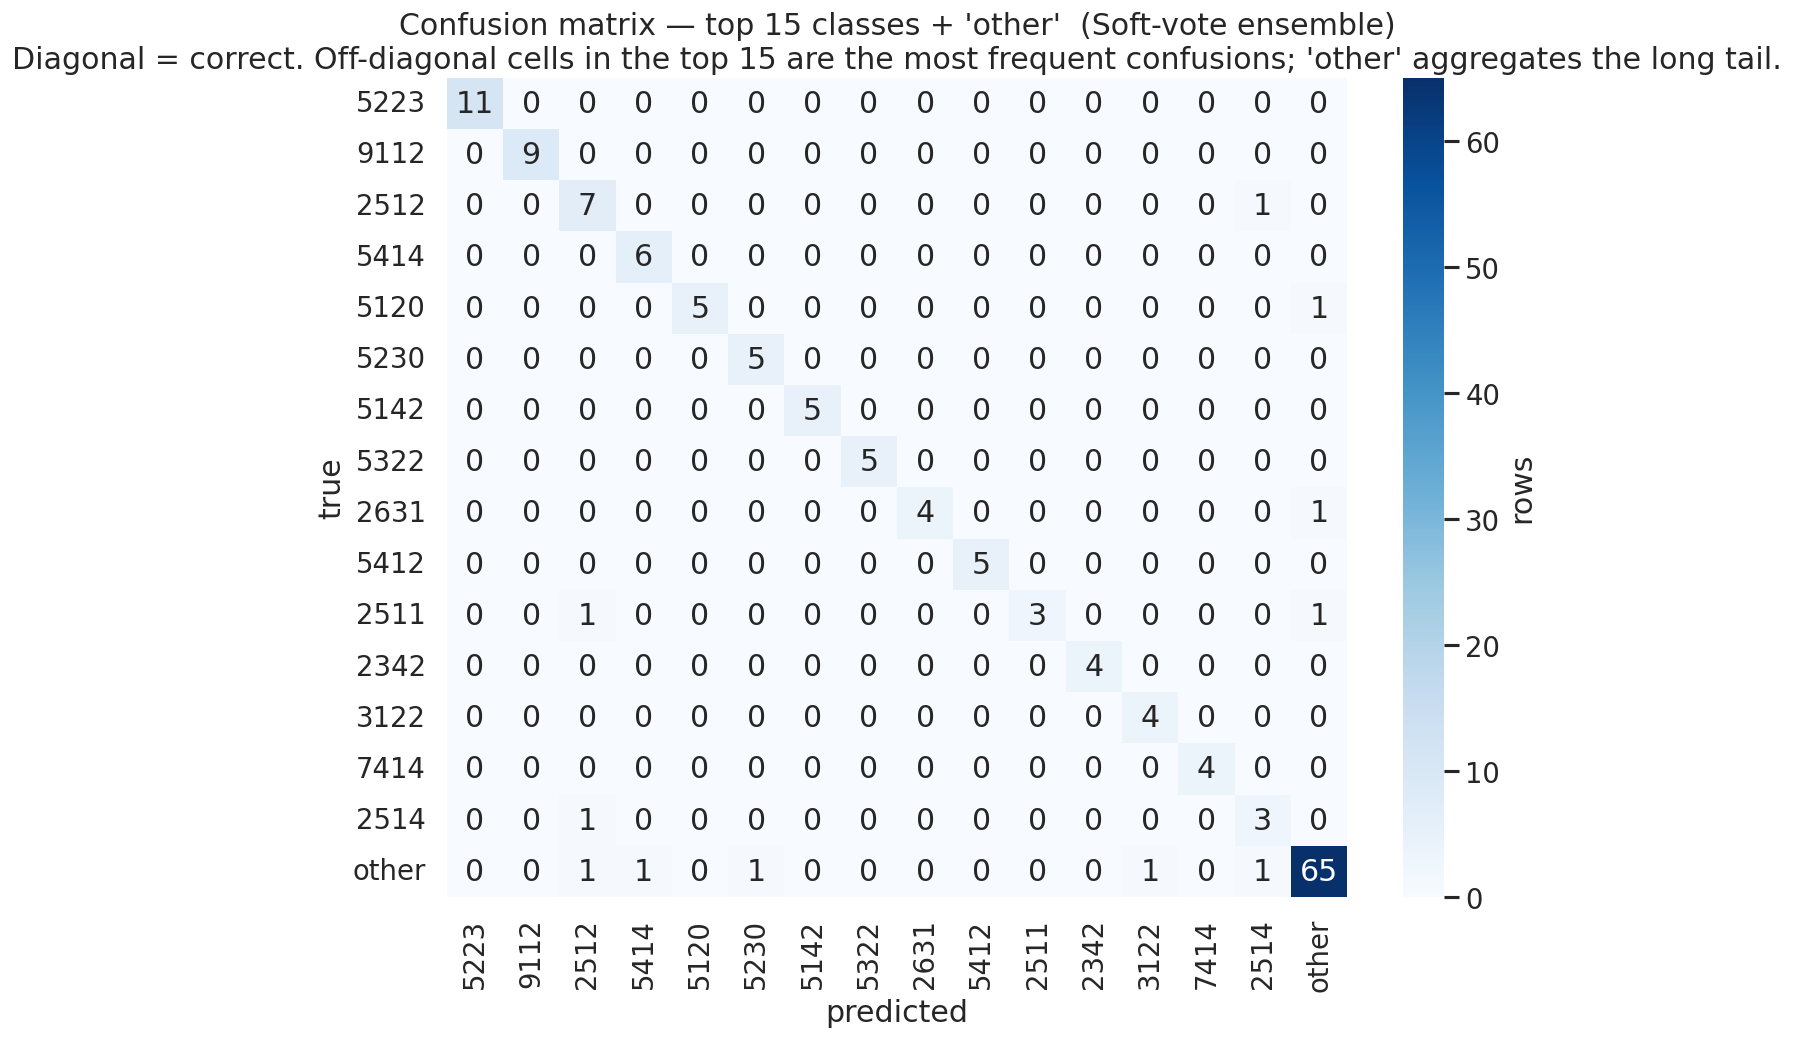 Confusion matrix — top 15 classes + 'other'  (Soft-vote ensemble)
Diagonal = correct. Off-diagonal cells in the top 15 are the most frequent confusions; 'other' aggregates the long tail.
5223 11 0 0 0 0 0 0 0 0 0 0 0 0 0 0 0
9112 0 9 0 0 0 0 0 0 0 0 0 0 0 0 0 0
2512 0 0 7 0 0 0 0 0 0 0 0 0 0 0 1 0
5414 0 0 0 6 0 0 0 0 0 0 0 0 0 0 0 0
5120 0 0 0 0 5 0 0 0 0 0 0 0 0 0 0 1
5230 0 0 0 0 0 5 0 0 0 0 0 0 0 0 0 0
5142 0 0 0 0 0 0 5 0 0 0 0 0 0 0 0 0
5322 0 0 0 0 0 0 0 5 0 0 0 0 0 0 0 0
2631 0 0 0 0 0 0 0 0 4 0 0 0 0 0 0 1
5412 0 0 0 0 0 0 0 0 0 5 0 0 0 0 0 0
2511 0 0 1 0 0 0 0 0 0 0 3 0 0 0 0 1
2342 0 0 0 0 0 0 0 0 0 0 0 4 0 0 0 0
3122 0 0 0 0 0 0 0 0 0 0 0 0 4 0 0 0
7414 0 0 0 0 0 0 0 0 0 0 0 0 0 4 0 0
2514 0 0 1 0 0 0 0 0 0 0 0 0 0 0 3 0
other 0 0 1 1 0 1 0 0 0 0 0 0 1 0 1 65
true
5223 9112 2512 5414 5120 5230 5142 5322 2631 5412 2511 2342 3122 7414 2514 other
predicted
60
50
40
30
20
10
0
rows